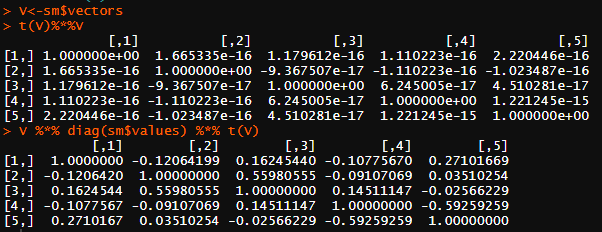 > V<-sm$vectors
> t(V)%*%V
[,1] [,2] [,3] [,4] [,5]
[1,] 1.000000e+00 1.665335e-16 1.179612e-16 1.110223e-16 2.220446e-16
[2,] 1.665335e-16 1.000000e+00 -9.367507e-17 -1.110223e-16 -1.023487e-16
[3,] 1.179612e-16 -9.367507e-17 1.000000e+00 6.245005e-17 4.510281e-17
[4,] 1.110223e-16 -1.110223e-16 6.245005e-17 1.000000e+00 1.221245e-15
[5,] 2.220446e-16 -1.023487e-16 4.510281e-17 1.221245e-15 1.000000e+00
> V %*% diag(sm$values) %*% t(V)
[,1] [,2] [,3] [,4] [,5]
[1,] 1.0000000 -0.12064199 0.16245440 -0.10775670 0.27101669
[2,] -0.1206420 1.00000000 0.55980555 -0.09107069 0.03510254
[3,] 0.1624544 0.55980555 1.00000000 0.14511147 -0.02566229
[4,] -0.1077567 -0.09107069 0.14511147 1.00000000 -0.59259259
[5,] 0.2710167 0.03510254 -0.02566229 -0.59259259 1.00000000